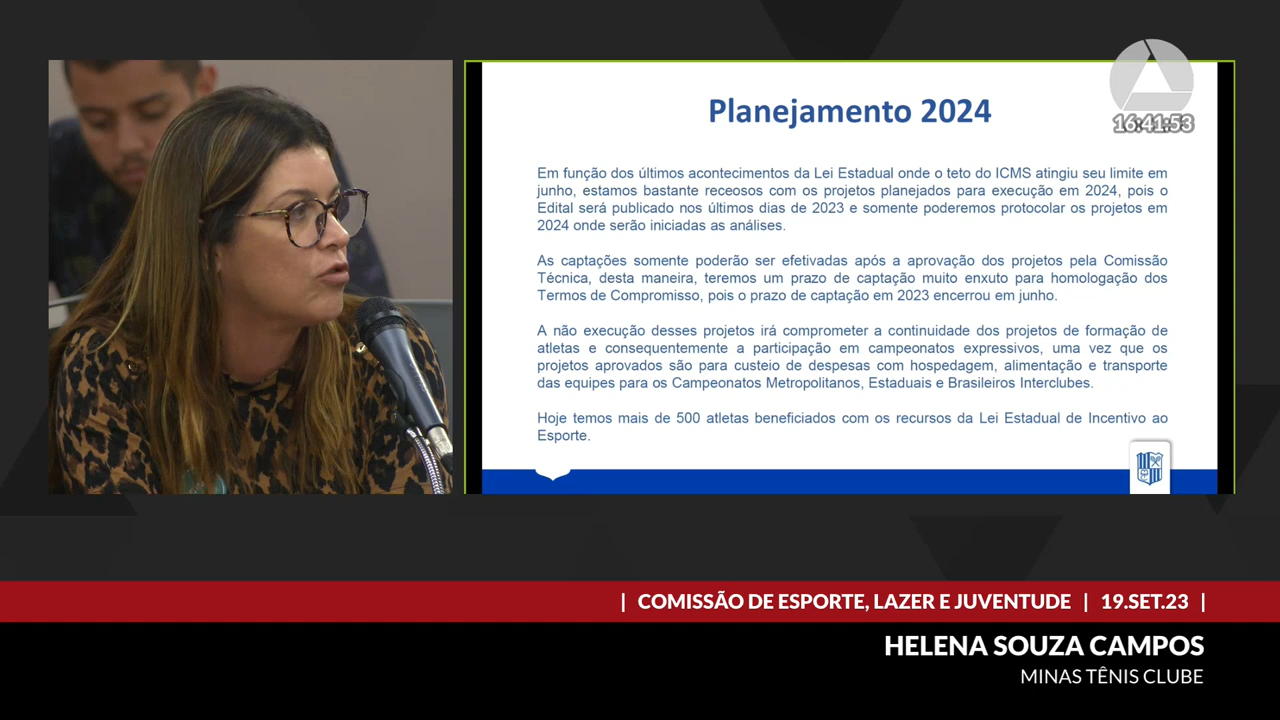 16:41:53
Planejamento 2024
Em função dos últimos acontecimentos da Lei Estadual onde o teto do ICMS atingiu seu limite em
junho, estamos bastante receosos com os projetos planejados para execução em 2024, pois o
Edital será publicado nos últimos dias de 2023 e somente poderemos protocolar os projetos em
2024 onde serão iniciadas as análises.
As captações somente poderão ser efetivadas após a aprovação dos projetos pela Comissão
Técnica, desta maneira, teremos um prazo de captação muito enxuto para homologação dos
Termos de Compromisso, pois o prazo de captação em 2023 encerrou em junho.
A não execução desses projetos irá comprometer a continuidade dos projetos de formação de
atletas e consequentemente a participação em campeonatos expressivos, uma vez que os
projetos aprovados são para custeio de despesas com hospedagem, alimentação e transporte
das equipes para os Campeonatos Metropolitanos, Estaduais e Brasileiros Interclubes.
Hoje temos mais de 500 atletas beneficiados com os recursos da Lei Estadual de Incentivo ao
Esporte.
| COMISSÃO DE ESPORTE, LAZER E JUVENTUDE | 19.SET.23 |
HELENA SOUZA CAMPOS
MINAS TÊNIS CLUBE